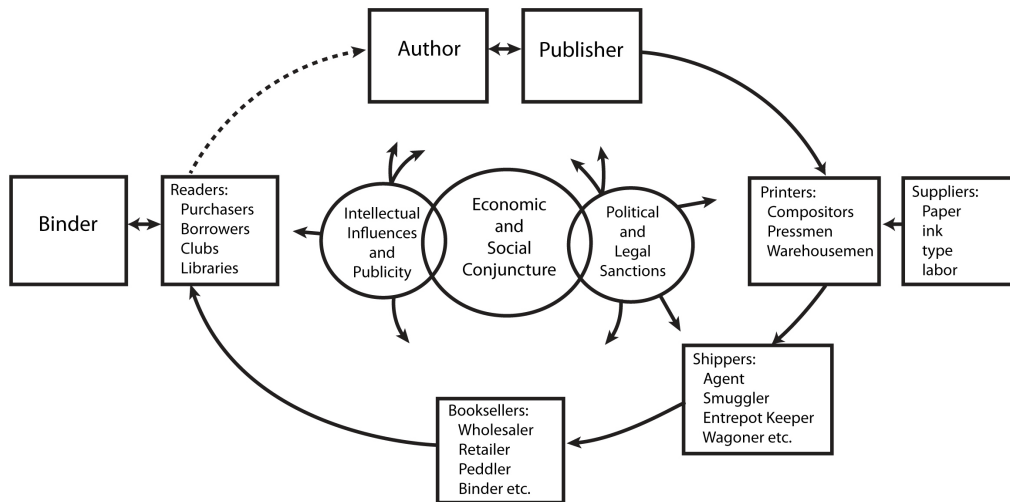 Author
Publisher
Binder
Readers:
Purchasers
Borrowers
Clubs
Libraries
Intellectual
Influences
and
Publicity
Economic
and
Social
Conjuncture
Political
and
Legal
Sanctions
Printers:
Compositors
Pressmen
Warehousemen
Suppliers:
Paper
ink
type
labor
Shippers:
Agent
Smuggler
Entrepot Keeper
Wagoner etc.
Booksellers:
Wholesaler
Retailer
Peddler
Binder etc.